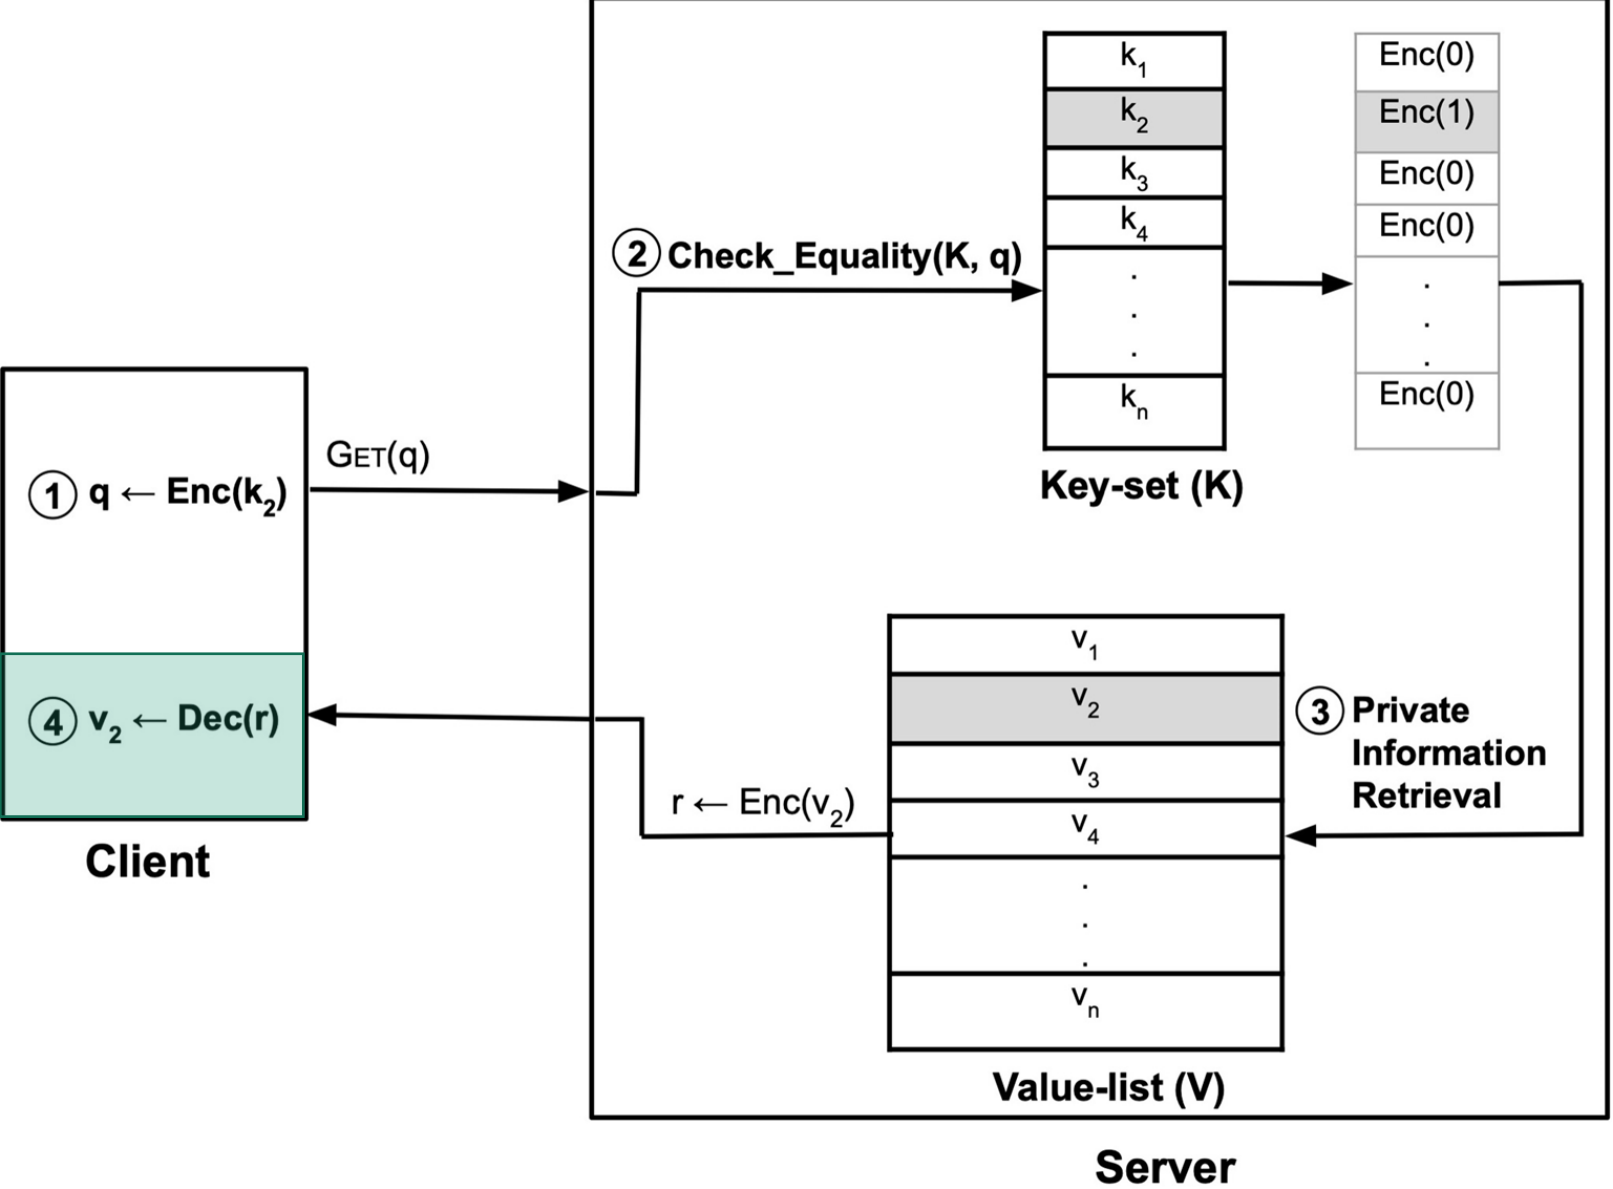 ① q ← Enc(k₂)
GET(q)
② Check_Equality(K, q)
k₁
k₂
k₃
k₄
.
.
.
kₙ
Key-set (K)
Enc(0)
Enc(1)
Enc(0)
Enc(0)
.
.
.
Enc(0)
③ Private
Information
Retrieval
v₁
v₂
v₃
v₄
.
.
.
vₙ
Value-list (V)
r ← Enc(v₂)
④ v₂ ← Dec(r)
Client
Server